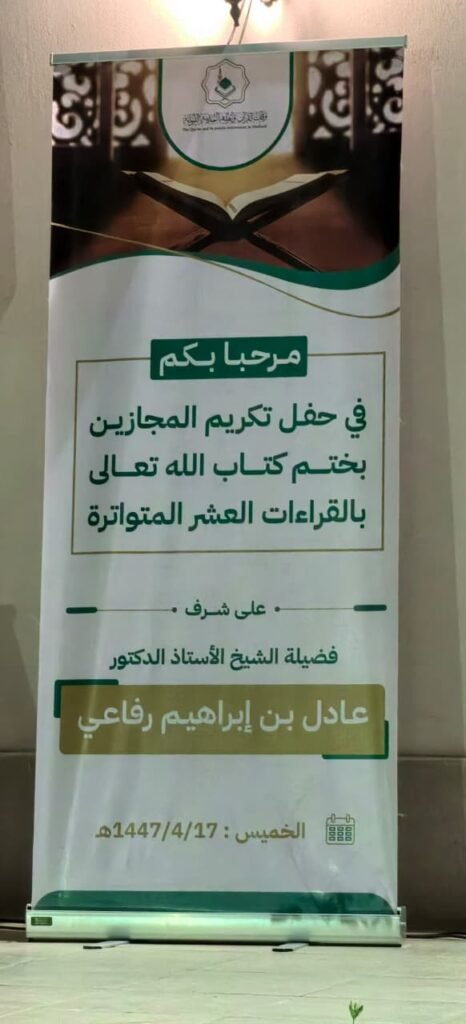 مرحبا بكم
في حفل تكريم المجازين
بختم كتاب الله تعالى
بالقراءات العشر المتواترة
على شرف
فضيلة الشيخ الأستاذ الدكتور
عادل بن إبراهيم رفاعي
الخميس : 1447/4/17هـ